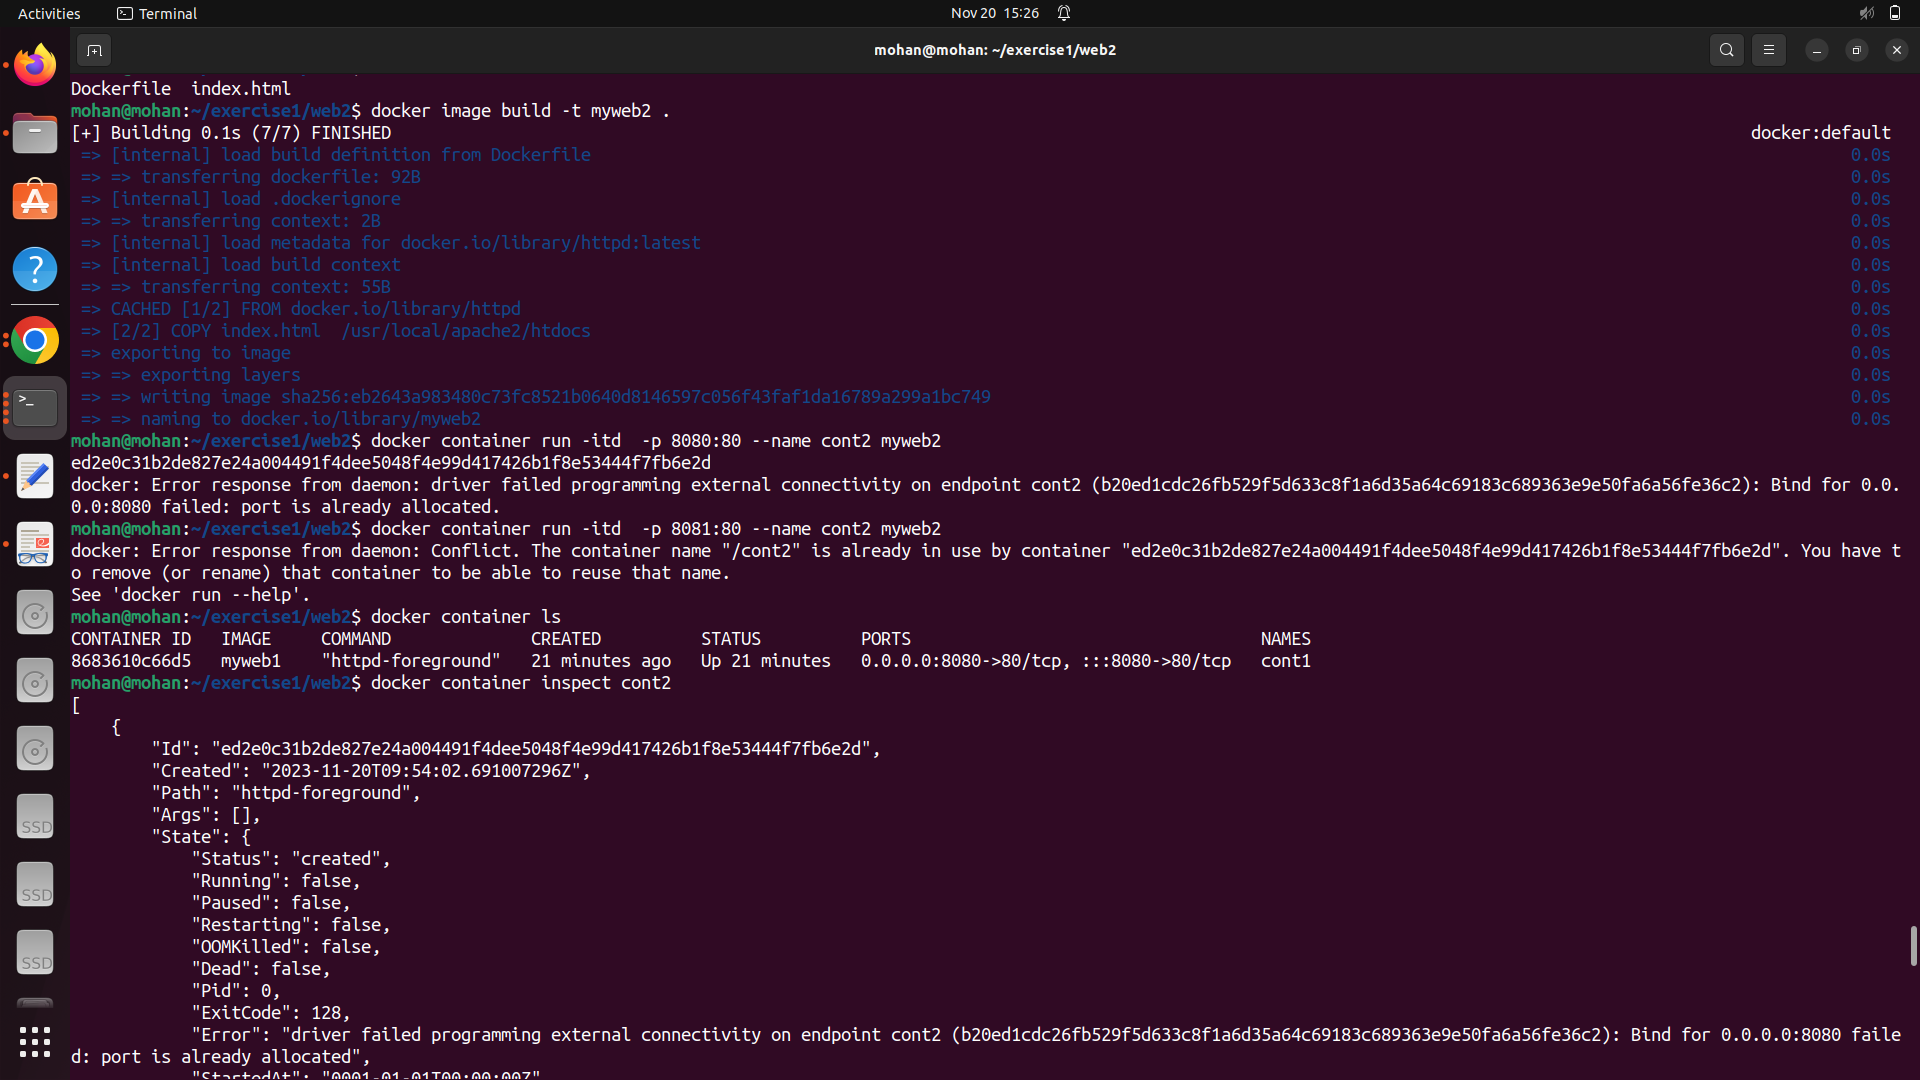 Activities Terminal Nov 20 15:26
mohan@mohan: ~/exercise1/web2
Dockerfile  index.html
mohan@mohan:~/exercise1/web2$ docker image build -t myweb2 .
[+] Building 0.1s (7/7) FINISHED docker:default
=> [internal] load build definition from Dockerfile 0.0s
=> => transferring dockerfile: 92B 0.0s
=> [internal] load .dockerignore 0.0s
=> => transferring context: 2B 0.0s
=> [internal] load metadata for docker.io/library/httpd:latest 0.0s
=> [internal] load build context 0.0s
=> => transferring context: 55B 0.0s
=> CACHED [1/2] FROM docker.io/library/httpd 0.0s
=> [2/2] COPY index.html  /usr/local/apache2/htdocs 0.0s
=> exporting to image 0.0s
=> => exporting layers 0.0s
=> => writing image sha256:eb2643a983480c73fc8521b0640d8146597c056f43faf1da16789a299a1bc749 0.0s
=> => naming to docker.io/library/myweb2 0.0s
mohan@mohan:~/exercise1/web2$ docker container run -itd  -p 8080:80 --name cont2 myweb2
ed2e0c31b2de827e24a004491f4dee5048f4e99d417426b1f8e53444f7fb6e2d
docker: Error response from daemon: driver failed programming external connectivity on endpoint cont2 (b20ed1cdc26fb529f5d633c8f1a6d35a64c69183c689363e9e50fa6a56fe36c2): Bind for 0.0.
0.0:8080 failed: port is already allocated.
mohan@mohan:~/exercise1/web2$ docker container run -itd  -p 8081:80 --name cont2 myweb2
docker: Error response from daemon: Conflict. The container name "/cont2" is already in use by container "ed2e0c31b2de827e24a004491f4dee5048f4e99d417426b1f8e53444f7fb6e2d". You have t
o remove (or rename) that container to be able to reuse that name.
See 'docker run --help'.
mohan@mohan:~/exercise1/web2$ docker container ls
CONTAINER ID   IMAGE     COMMAND              CREATED          STATUS          PORTS                                   NAMES
8683610c66d5   myweb1    "httpd-foreground"   21 minutes ago   Up 21 minutes   0.0.0.0:8080->80/tcp, :::8080->80/tcp   cont1
mohan@mohan:~/exercise1/web2$ docker container inspect cont2
[
    {
        "Id": "ed2e0c31b2de827e24a004491f4dee5048f4e99d417426b1f8e53444f7fb6e2d",
        "Created": "2023-11-20T09:54:02.691007296Z",
        "Path": "httpd-foreground",
        "Args": [],
        "State": {
            "Status": "created",
            "Running": false,
            "Paused": false,
            "Restarting": false,
            "OOMKilled": false,
            "Dead": false,
            "Pid": 0,
            "ExitCode": 128,
            "Error": "driver failed programming external connectivity on endpoint cont2 (b20ed1cdc26fb529f5d633c8f1a6d35a64c69183c689363e9e50fa6a56fe36c2): Bind for 0.0.0.0:8080 faile
d: port is already allocated",
            "StartedAt": "0001-01-01T00:00:00Z"
SSD
SSD
SSD